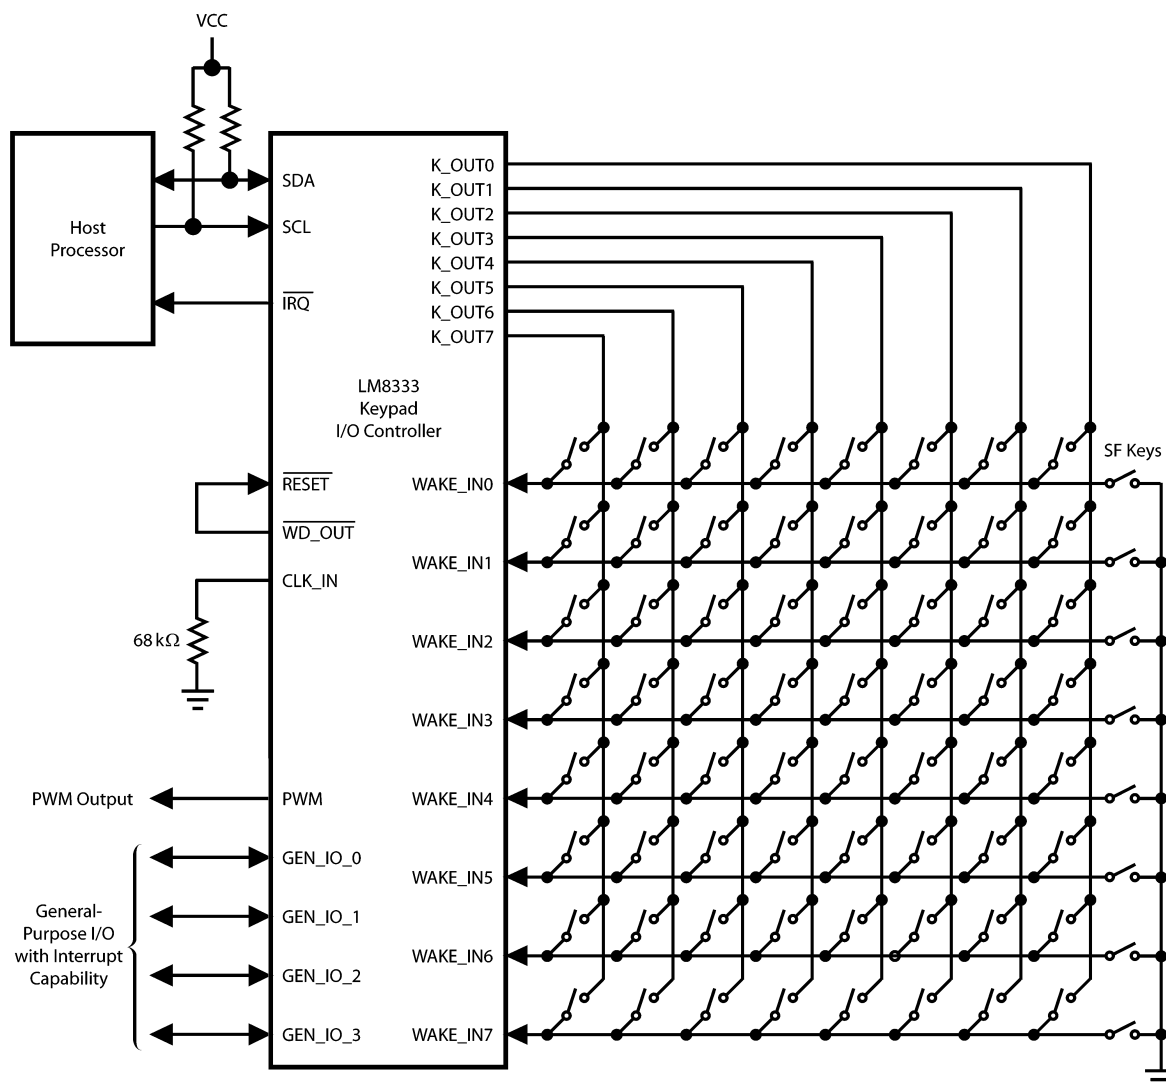 VCC
Host
Processor
SDA
SCL
IRQ
K_OUT0
K_OUT1
K_OUT2
K_OUT3
K_OUT4
K_OUT5
K_OUT6
K_OUT7
LM8333
Keypad
I/O Controller
SF Keys
RESET
WD_OUT
CLK_IN
68 kΩ
WAKE_IN0
WAKE_IN1
WAKE_IN2
WAKE_IN3
WAKE_IN4
WAKE_IN5
WAKE_IN6
WAKE_IN7
PWM Output
PWM
GEN_IO_0
GEN_IO_1
GEN_IO_2
GEN_IO_3
General-
Purpose I/O
with Interrupt
Capability